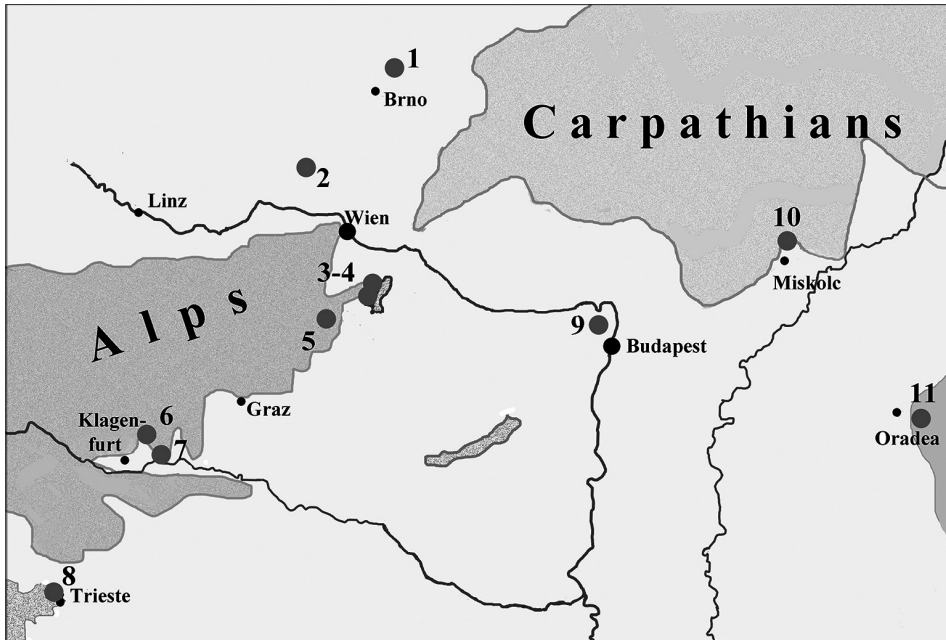 1
Brno
Carpathians
2
Linz
Wien
10
Miskolc
3-4
Alps
5
9
Budapest
Graz
11
Oradea
Klagen-
furt
6
7
8
Trieste